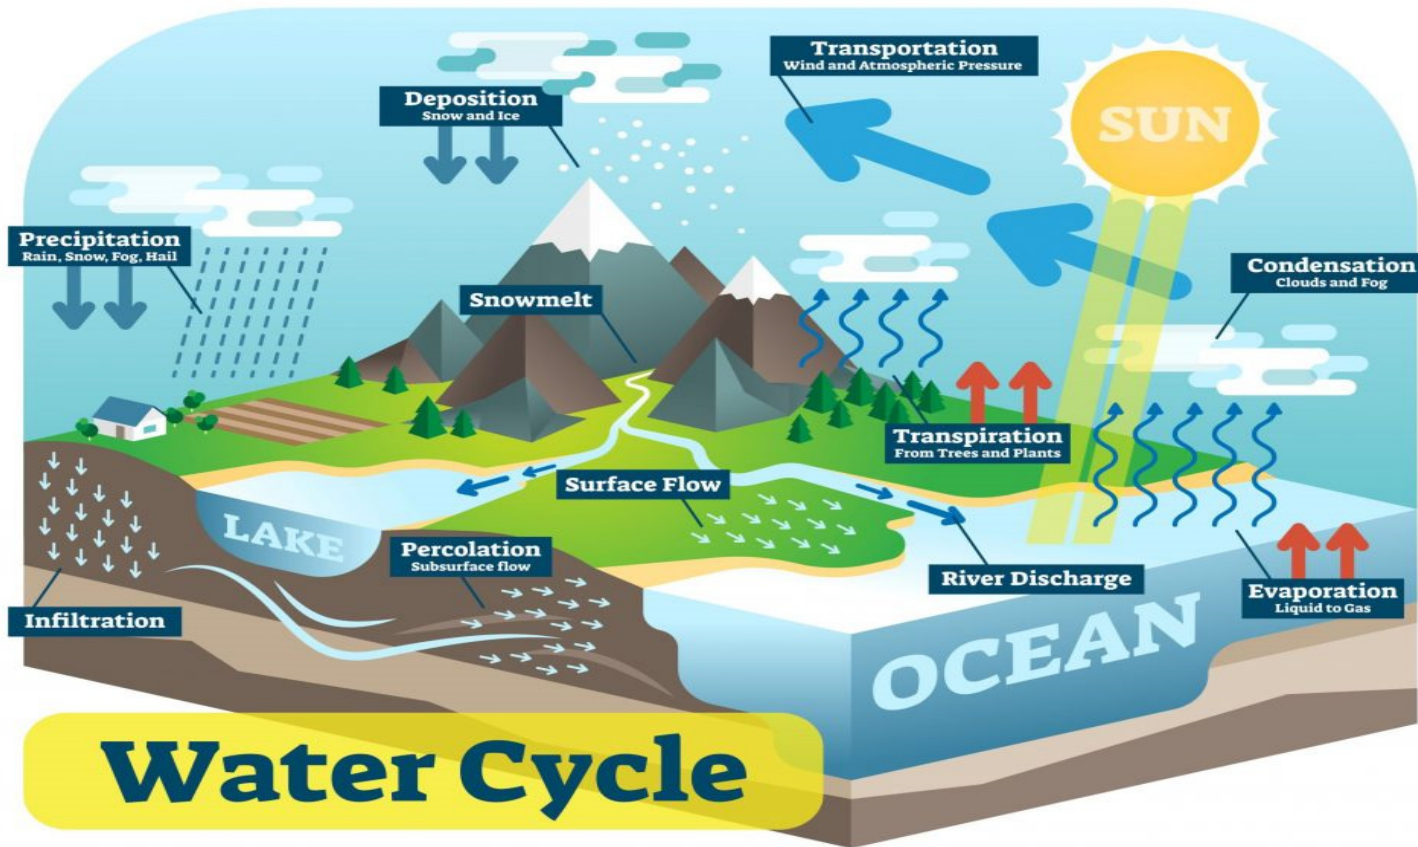 Transportation
Wind and Atmospheric Pressure
Deposition
Snow and Ice
SUN
Precipitation
Rain, Snow, Fog, Hail
Condensation
Clouds and Fog
Snowmelt
Transpiration
From Trees and Plants
Surface Flow
LAKE
Percolation
Subsurface flow
River Discharge
Evaporation
Liquid to Gas
Infiltration
OCEAN
Water Cycle